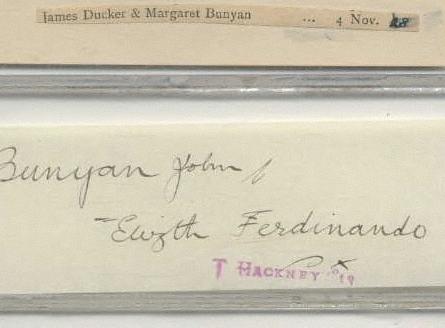 James Ducker & Margaret Bunyan ... 4 Nov.
Bunyan John
Elizth Ferdinando
T HACKNEY